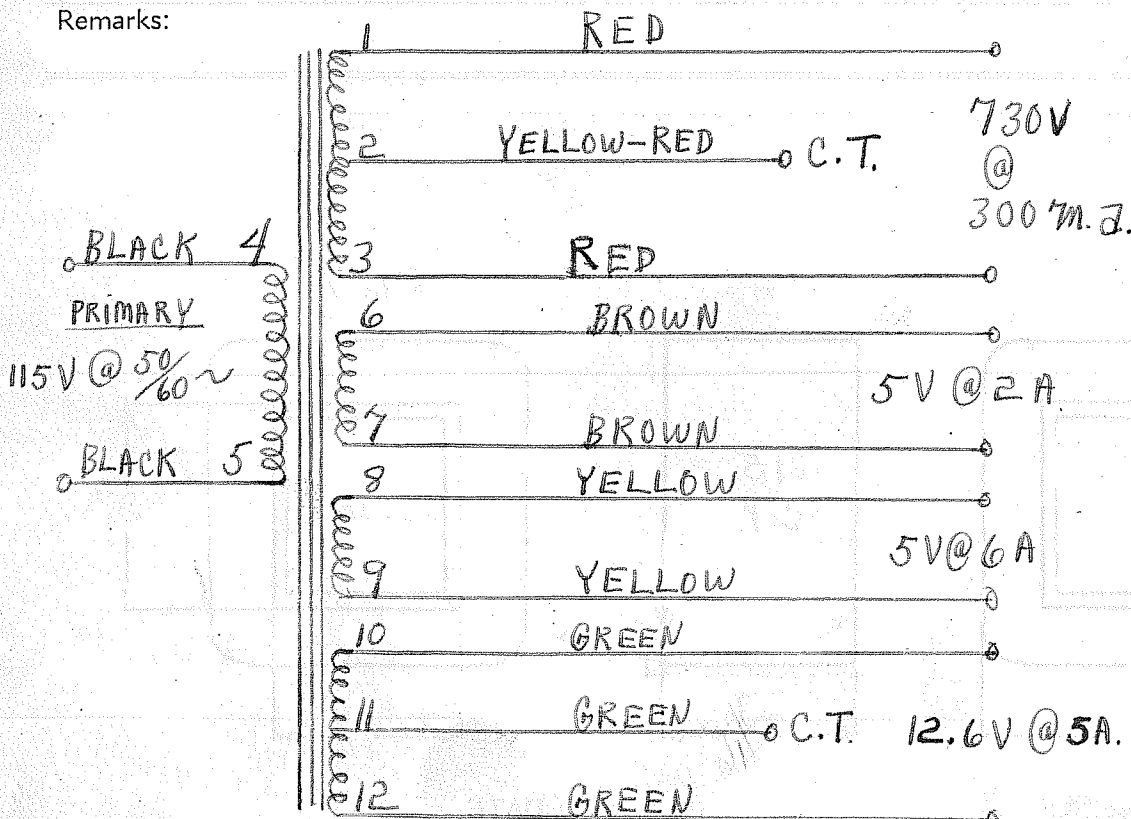 Remarks:
1 RED
2 YELLOW-RED C.T.
730V
@
300 m.a.
3 RED
BLACK 4
PRIMARY
115V @ 50/60 ~
BLACK 5
6 BROWN
5V @ 2A
7 BROWN
8 YELLOW
5V @ 6A
9 YELLOW
10 GREEN
11 GREEN C.T. 12.6V @ 5A.
12 GREEN